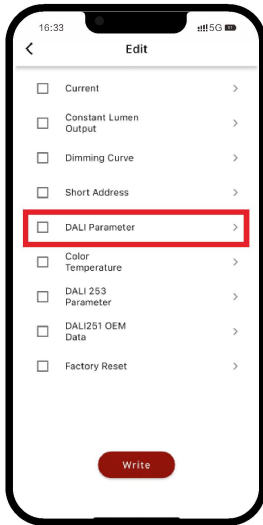 16:33
5G
Edit
Current
Constant Lumen
Output
Dimming Curve
Short Address
DALI Parameter
Color
Temperature
DALI 253
Parameter
DALI251 OEM
Data
Factory Reset
Write